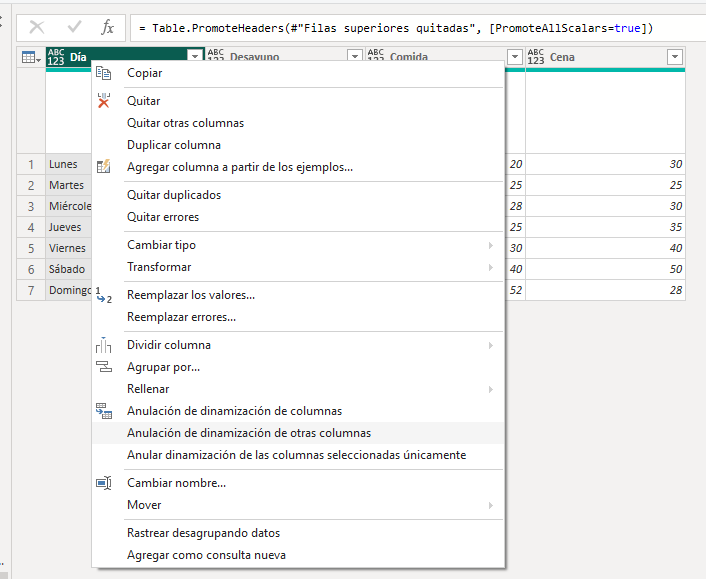 = Table.PromoteHeaders(#"Filas superiores quitadas", [PromoteAllScalars=true])
ABC 123 Día ABC 123 Desayuno ABC 123 Comida ABC 123 Cena
Copiar
Quitar
Quitar otras columnas
Duplicar columna
1 Lunes Agregar columna a partir de los ejemplos... 20 30
2 Martes 25 25
Quitar duplicados
3 Miércole 28 30
Quitar errores
4 Jueves 25 35
5 Viernes Cambiar tipo 30 40
6 Sábado Transformar 40 50
7 Domingo Reemplazar los valores... 52 28
Reemplazar errores...
Dividir columna
Agrupar por...
Rellenar
Anulación de dinamización de columnas
Anulación de dinamización de otras columnas
Anular dinamización de las columnas seleccionadas únicamente
Cambiar nombre...
Mover
Rastrear desagrupando datos
Agregar como consulta nueva